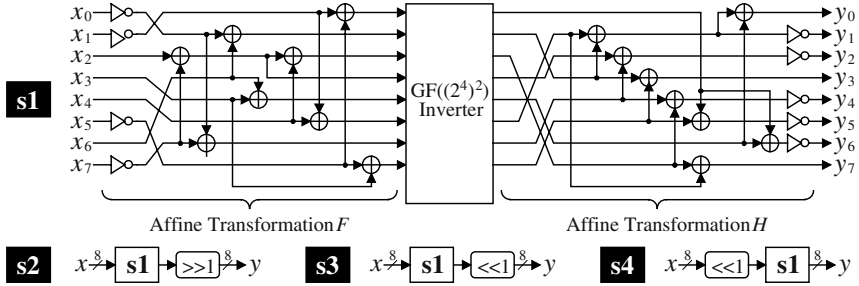 x0 y0
x1 y1
x2 y2
x3 GF((2^4)^2) y3
s1 x4 Inverter y4
x5 y5
x6 y6
x7 y7
Affine Transformation F Affine Transformation H
s2 x 8 s1 >>1 8 y s3 x 8 s1 <<1 8 y s4 x 8 <<1 s1 8 y